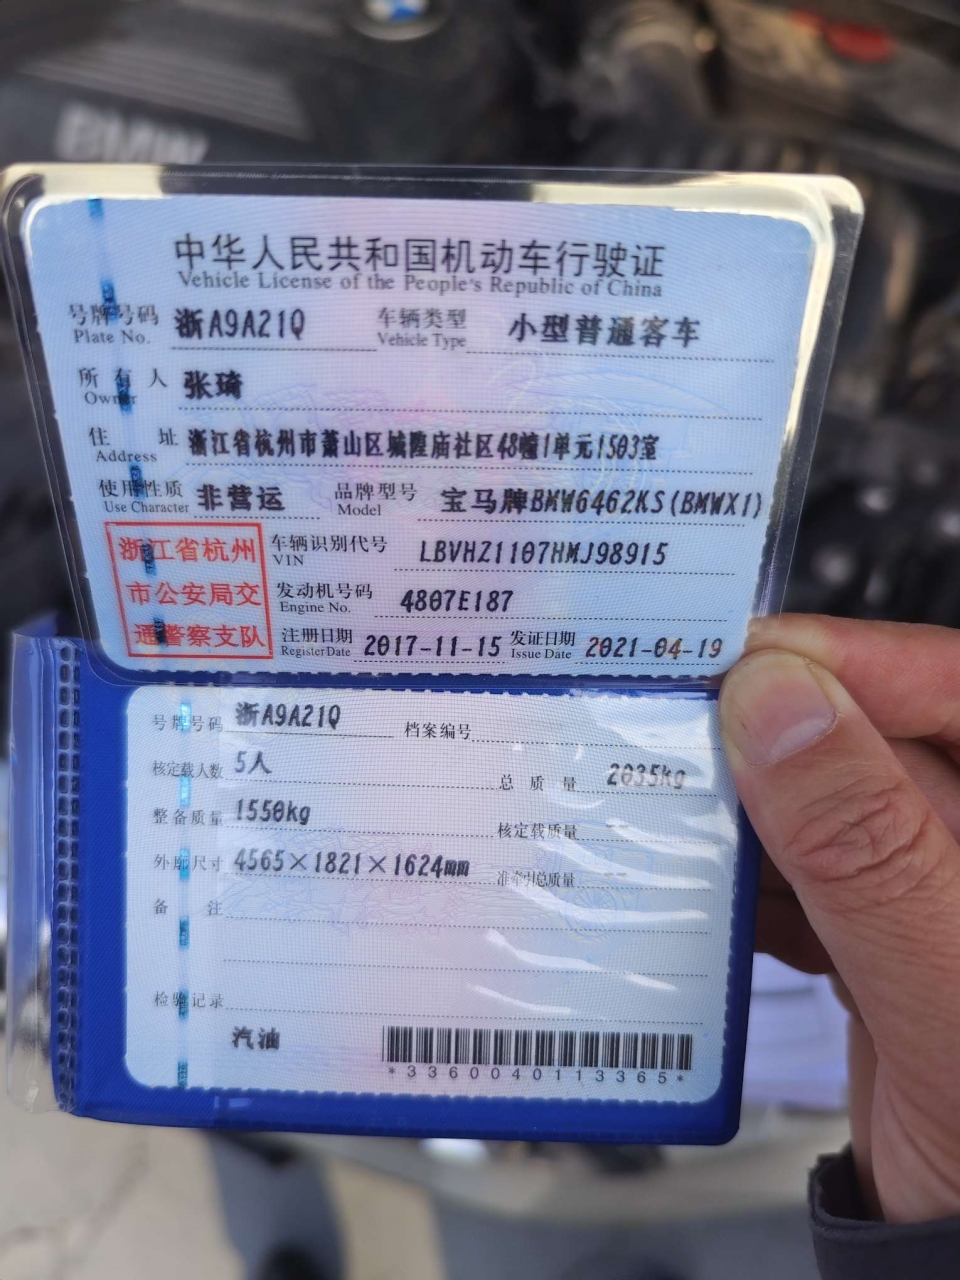 BMW
中华人民共和国机动车行驶证
Vehicle License of the People's Republic of China
号牌号码 浙A9A21Q 车辆类型 小型普通客车
Plate No. Vehicle Type
所有人 张琦
Owner
住址 浙江省杭州市萧山区城隍庙社区48幢1单元1503室
Address
使用性质 非营运 品牌型号 宝马牌BMW6462KS(BMWX1)
Use Character Model
浙江省杭州 车辆识别代号 LBVHZ1107HMJ98915
VIN
市公安局交 发动机号码 4807E187
Engine No.
通警察支队 注册日期 2017-11-15 发证日期 2021-04-19
Register Date Issue Date
号牌号码 浙A9A21Q 档案编号
核定载人数 5人 总质量 2035kg
整备质量 1550kg 核定载质量 --
外廓尺寸 4565×1821×1624mm 准牵引总质量 --
备注
检验记录
汽油
*3360040113365*